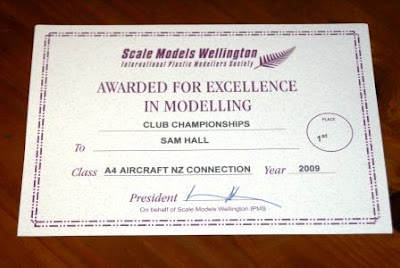 Scale Models Wellington
International Plastic Modellers Society
AWARDED FOR EXCELLENCE
IN MODELLING
CLUB CHAMPIONSHIPS
PLACE
1st
To SAM HALL
Class A4 AIRCRAFT NZ CONNECTION Year 2009
President
On behalf of Scale Models Wellington IPMS